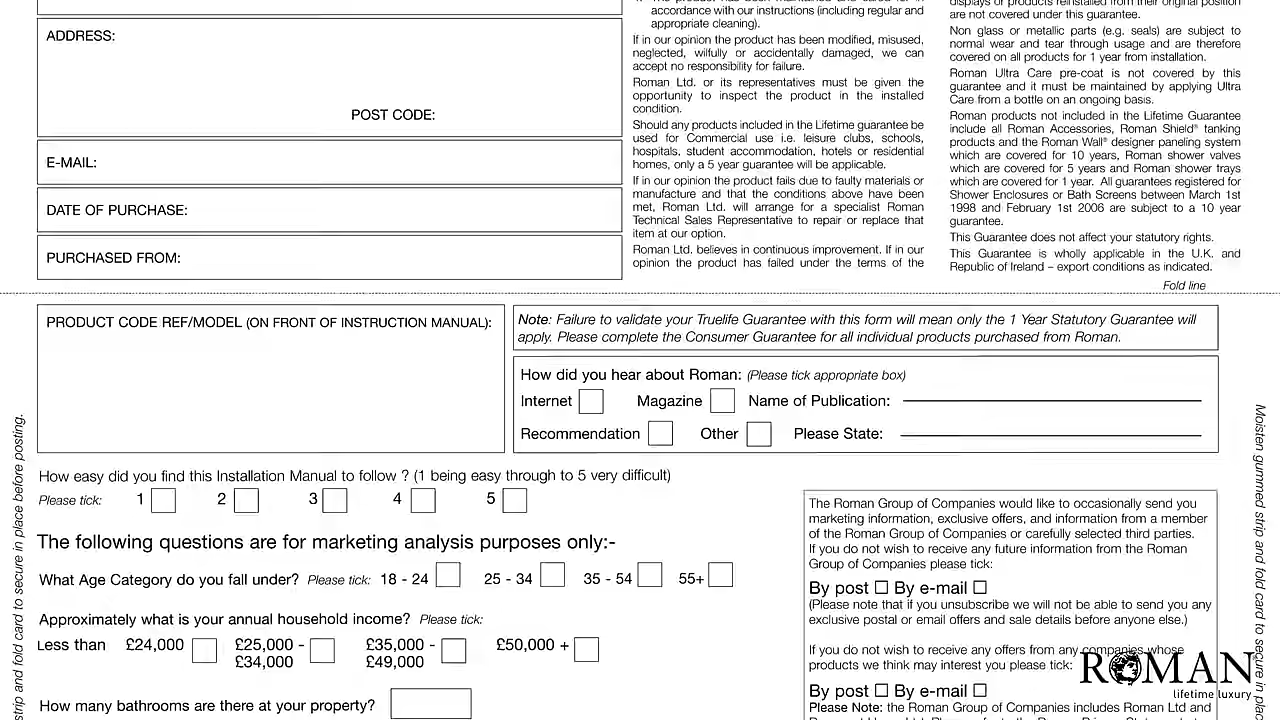 ADDRESS:
POST CODE:
E-MAIL:
DATE OF PURCHASE:
PURCHASED FROM:
accordance with our instructions (including regular and
appropriate cleaning).
If in our opinion the product has been modified, misused,
neglected, wilfully or accidentally damaged, we can
accept no responsibility for failure.
Roman Ltd. or its representatives must be given the
opportunity to inspect the product in the installed
condition.
Should any products included in the Lifetime guarantee be
used for Commercial use i.e. leisure clubs, schools,
hospitals, student accommodation, hotels or residential
homes, only a 5 year guarantee will be applicable.
If in our opinion the product fails due to faulty materials or
manufacture and that the conditions above have been
met, Roman Ltd. will arrange for a specialist Roman
Technical Sales Representative to repair or replace that
item at our option.
Roman Ltd. believes in continuous improvement. If in our
opinion the product has failed under the terms of the
displays or products reinstalled from their original position
are not covered under this guarantee.
Non glass or metallic parts (e.g. seals) are subject to
normal wear and tear through usage and are therefore
covered on all products for 1 year from installation.
Roman Ultra Care pre-coat is not covered by this
guarantee and it must be maintained by applying Ultra
Care from a bottle on an ongoing basis.
Roman products not included in the Lifetime Guarantee
include all Roman Accessories, Roman Shield® tanking
products and the Roman Wall® designer paneling system
which are covered for 10 years, Roman shower valves
which are covered for 5 years and Roman shower trays
which are covered for 1 year. All guarantees registered for
Shower Enclosures or Bath Screens between March 1st
1998 and February 1st 2006 are subject to a 10 year
guarantee.
This Guarantee does not affect your statutory rights.
This Guarantee is wholly applicable in the U.K. and
Republic of Ireland – export conditions as indicated.
Fold line
PRODUCT CODE REF/MODEL (ON FRONT OF INSTRUCTION MANUAL):
Note: Failure to validate your Truelife Guarantee with this form will mean only the 1 Year Statutory Guarantee will
apply. Please complete the Consumer Guarantee for all individual products purchased from Roman.
How did you hear about Roman: (Please tick appropriate box)
Internet Magazine Name of Publication:
Recommendation Other Please State:
How easy did you find this Installation Manual to follow ? (1 being easy through to 5 very difficult)
Please tick: 1 2 3 4 5
The following questions are for marketing analysis purposes only:-
What Age Category do you fall under? Please tick: 18 - 24 25 - 34 35 - 54 55+
Approximately what is your annual household income? Please tick:
Less than £24,000 £25,000 - £35,000 - £50,000 +
£34,000 £49,000
How many bathrooms are there at your property?
The Roman Group of Companies would like to occasionally send you
marketing information, exclusive offers, and information from a member
of the Roman Group of Companies or carefully selected third parties.
If you do not wish to receive any future information from the Roman
Group of Companies please tick:
By post By e-mail
(Please note that if you unsubscribe we will not be able to send you any
exclusive postal or email offers and sale details before anyone else.)
If you do not wish to receive any offers from any companies whose
products we think may interest you please tick:
By post By e-mail
Please Note: the Roman Group of Companies includes Roman Ltd and
strip and fold card to secure in place before posting.
Moisten gummed strip and fold card to secure in
ROMAN
lifetime luxury